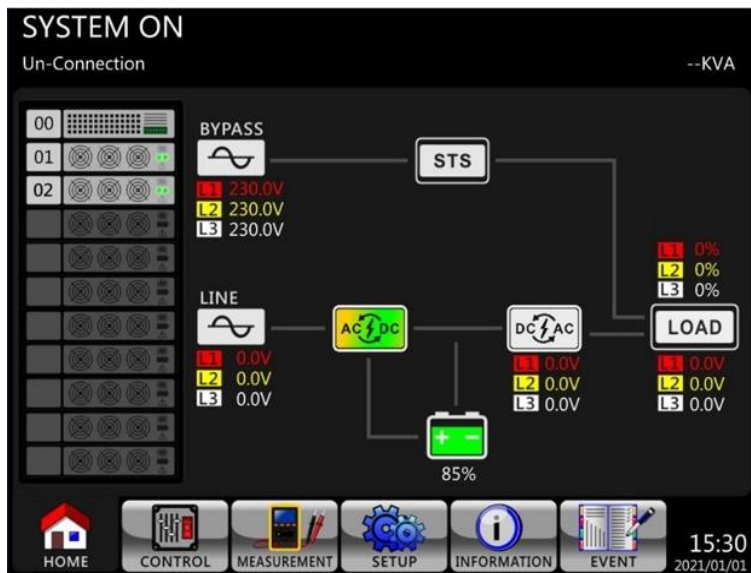 SYSTEM ON
Un-Connection
--KVA
00
01
02
BYPASS
L1 230.0V
L2 230.0V
L3 230.0V
STS
L1 0%
L2 0%
L3 0%
LINE
L1 0.0V
L2 0.0V
L3 0.0V
AC DC
DC AC
L1 0.0V
L2 0.0V
L3 0.0V
LOAD
L1 0.0V
L2 0.0V
L3 0.0V
+ -
85%
HOME
CONTROL
MEASUREMENT
SETUP
INFORMATION
EVENT
15:30
2021/01/01